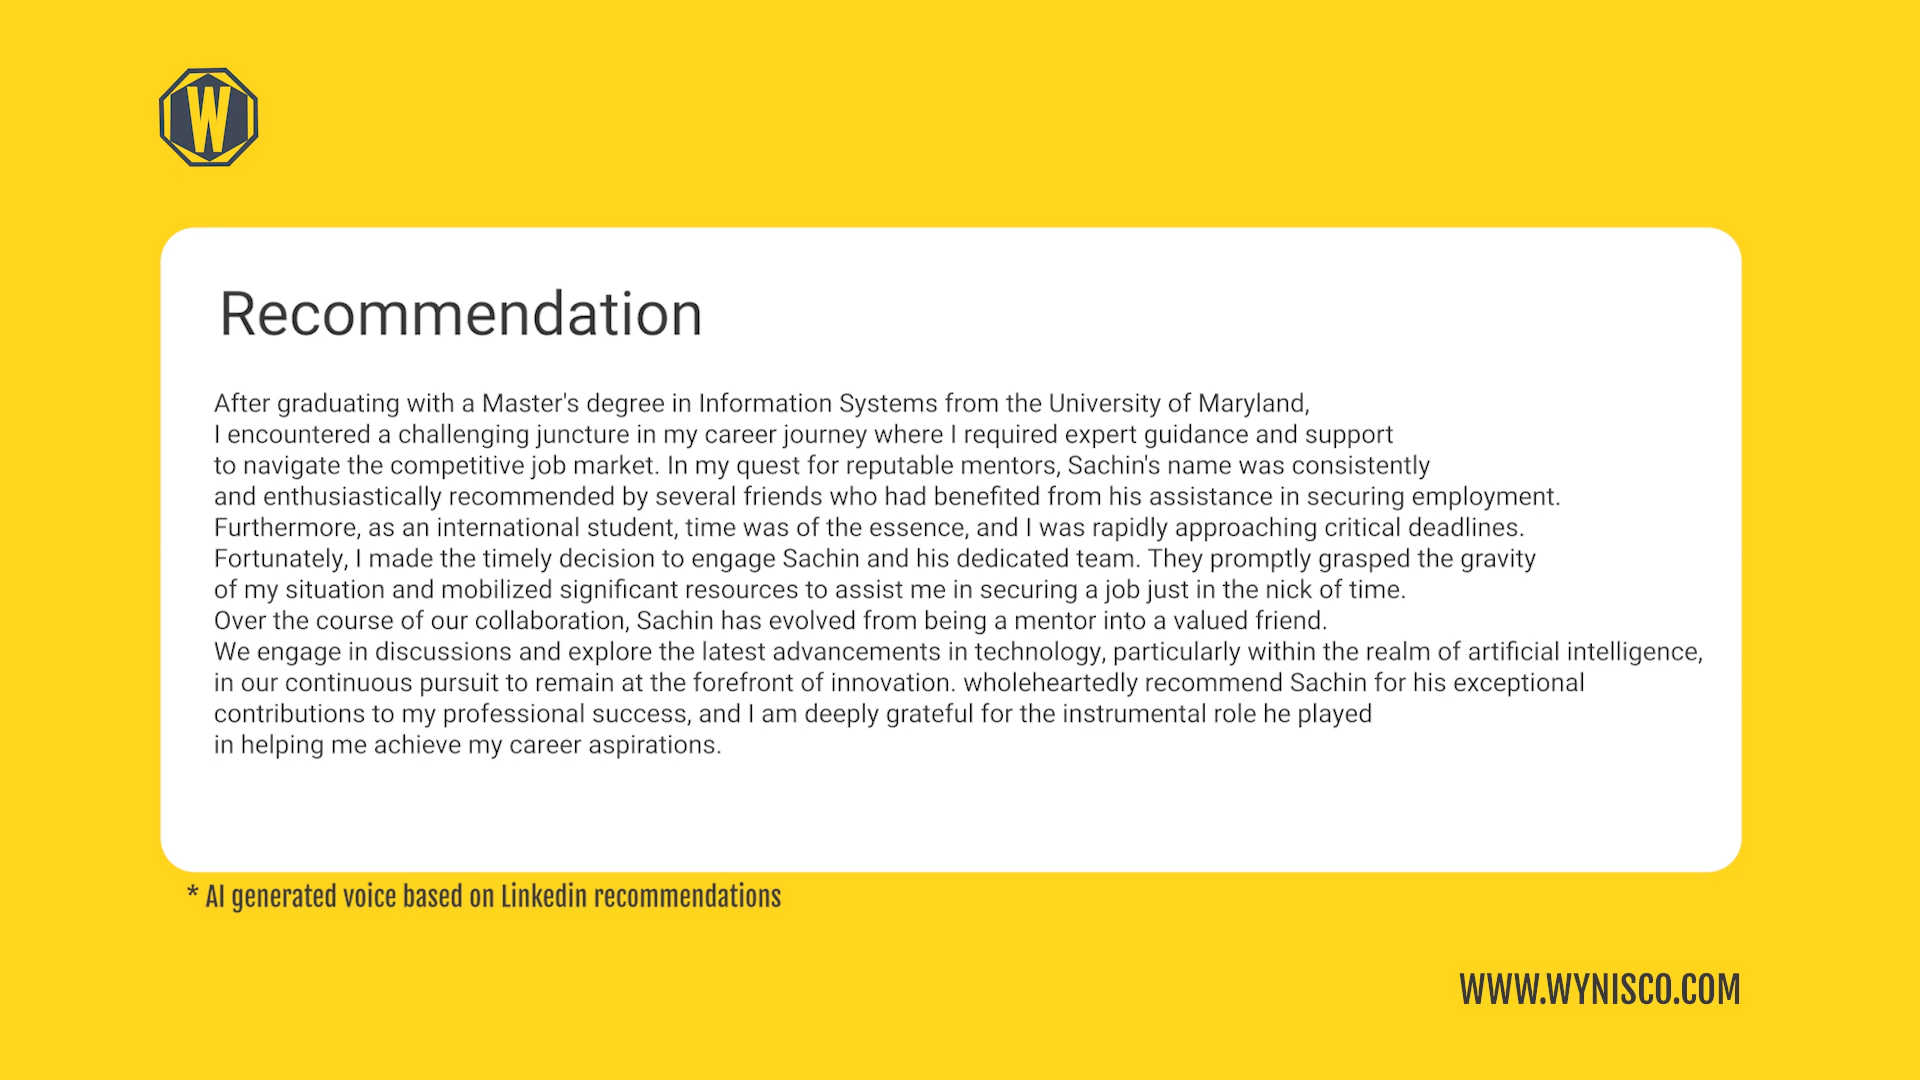 W
Recommendation
After graduating with a Master's degree in Information Systems from the University of Maryland,
I encountered a challenging juncture in my career journey where I required expert guidance and support
to navigate the competitive job market. In my quest for reputable mentors, Sachin's name was consistently
and enthusiastically recommended by several friends who had benefited from his assistance in securing employment.
Furthermore, as an international student, time was of the essence, and I was rapidly approaching critical deadlines.
Fortunately, I made the timely decision to engage Sachin and his dedicated team. They promptly grasped the gravity
of my situation and mobilized significant resources to assist me in securing a job just in the nick of time.
Over the course of our collaboration, Sachin has evolved from being a mentor into a valued friend.
We engage in discussions and explore the latest advancements in technology, particularly within the realm of artificial intelligence,
in our continuous pursuit to remain at the forefront of innovation. wholeheartedly recommend Sachin for his exceptional
contributions to my professional success, and I am deeply grateful for the instrumental role he played
in helping me achieve my career aspirations.
* AI generated voice based on Linkedin recommendations
WWW.WYNISCO.COM